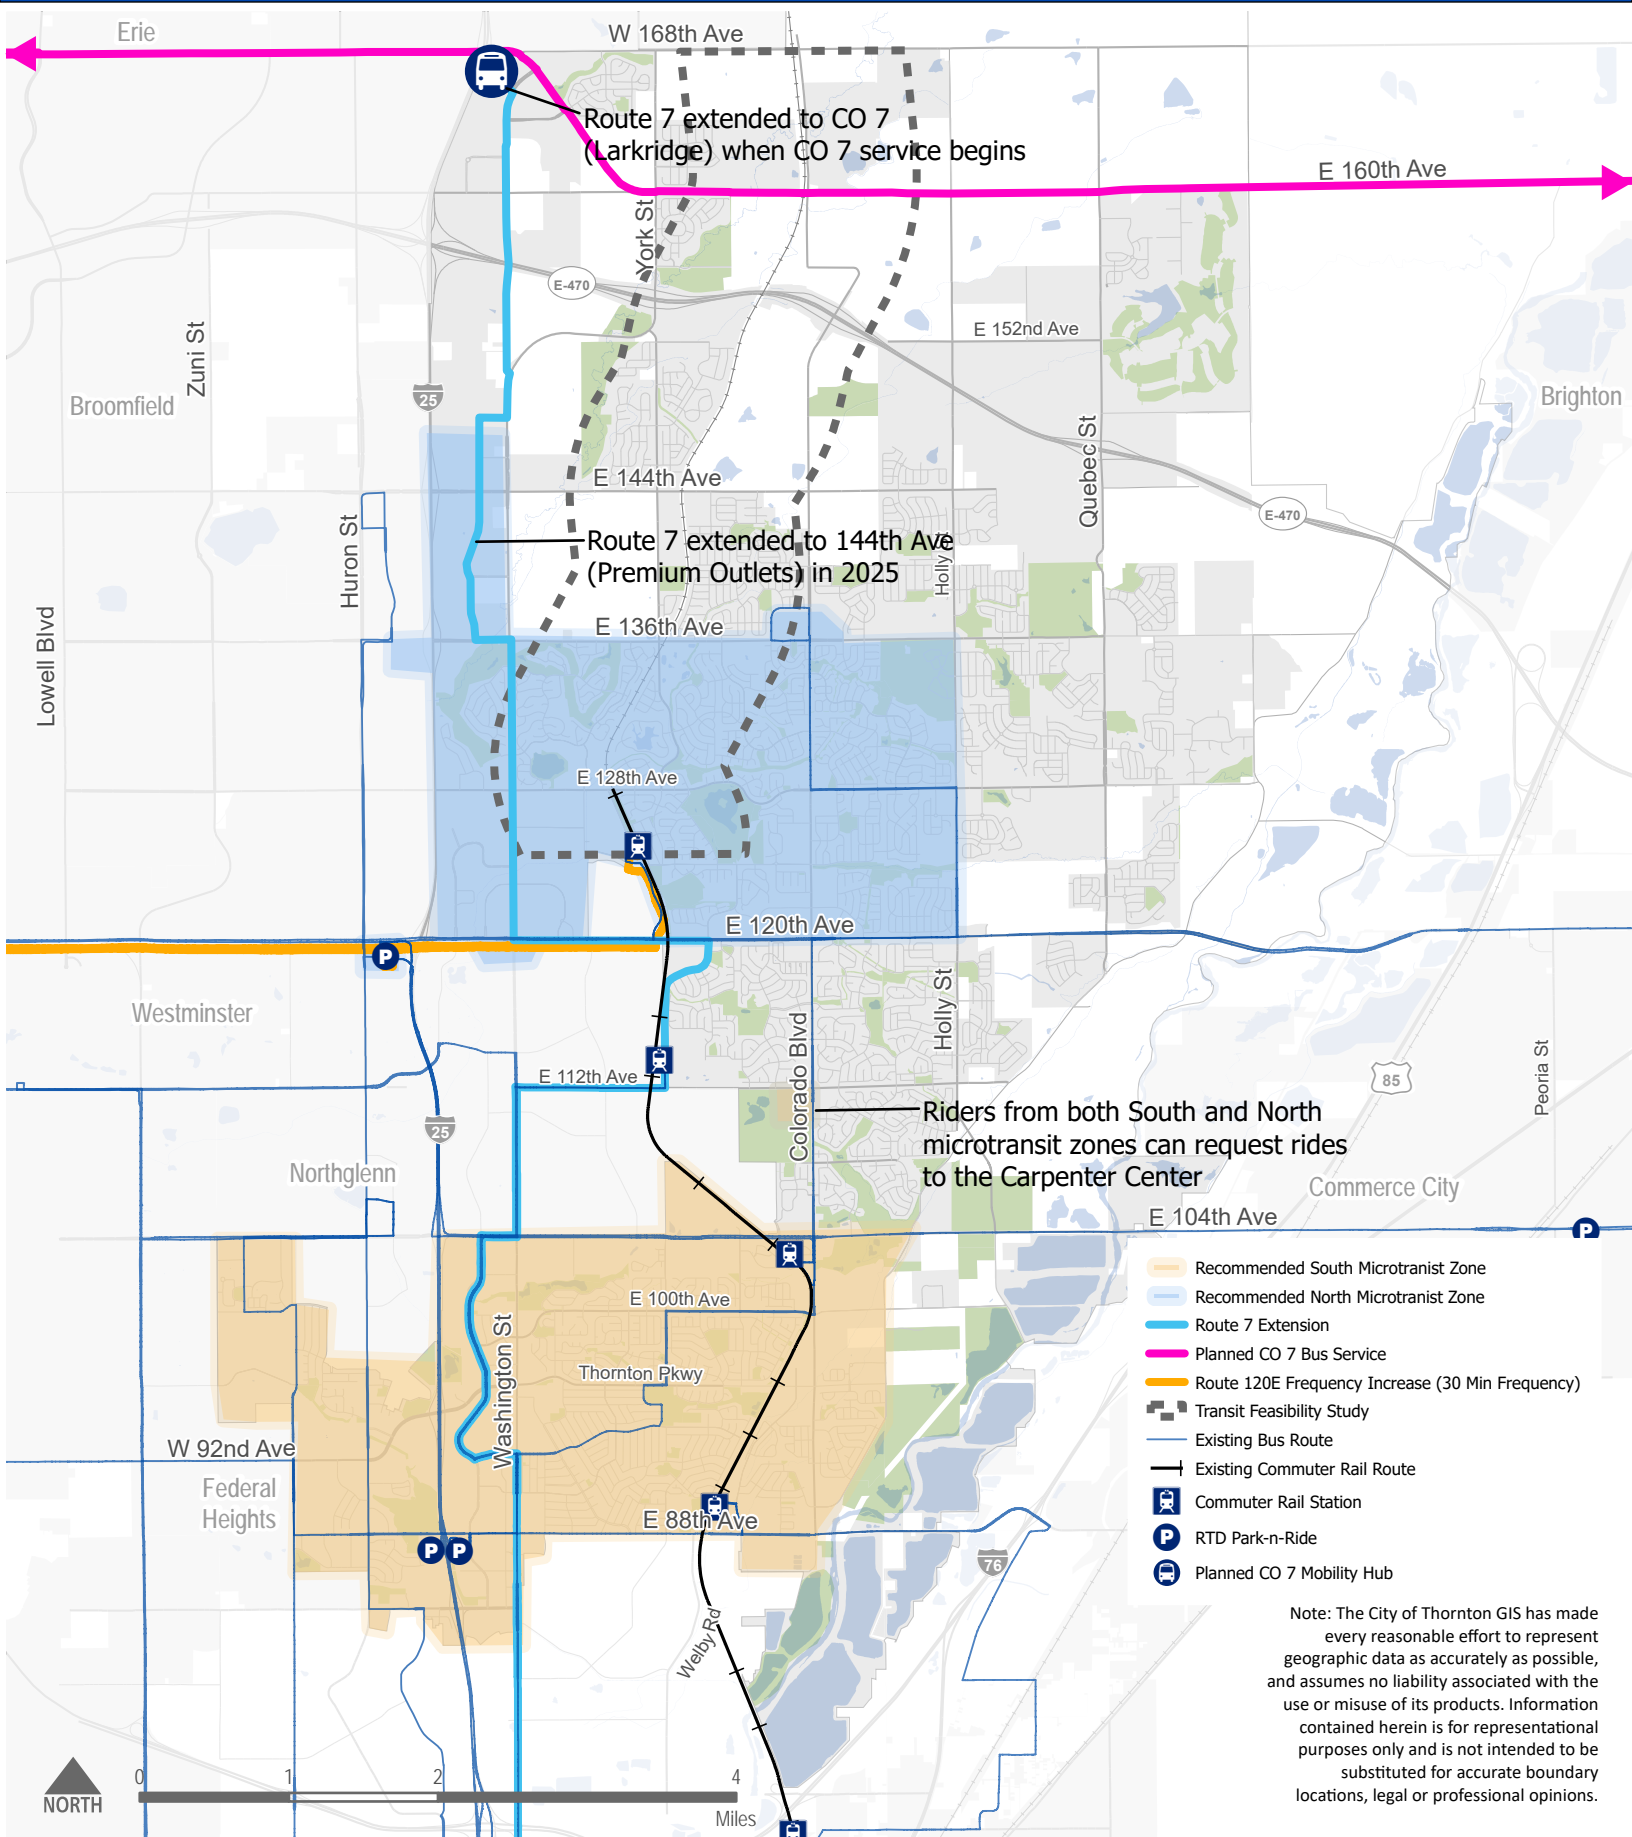 Erie
W 168th Ave
Route 7 extended to CO 7
(Larkridge) when CO 7 service begins
E 160th Ave
York St
E-470
E 152nd Ave
Zuni St
25
Broomfield
Brighton
Quebec St
E 144th Ave
E-470
Huron St
Route 7 extended to 144th Ave
(Premium Outlets) in 2025
Holly St
E 136th Ave
Lowell Blvd
E 128th Ave
E 120th Ave
P
Westminster
Holly St
Colorado Blvd
Peoria St
E 112th Ave
85
25
Riders from both South and North
microtransit zones can request rides
to the Carpenter Center
Northglenn
Commerce City
E 104th Ave
P
E 100th Ave
Washington St
Thornton Pkwy
W 92nd Ave
Federal
Heights
E 88th Ave
P P
76
Welby Rd
Recommended South Microtranist Zone
Recommended North Microtranist Zone
Route 7 Extension
Planned CO 7 Bus Service
Route 120E Frequency Increase (30 Min Frequency)
Transit Feasibility Study
Existing Bus Route
Existing Commuter Rail Route
Commuter Rail Station
P RTD Park-n-Ride
Planned CO 7 Mobility Hub
Note: The City of Thornton GIS has made
every reasonable effort to represent
geographic data as accurately as possible,
and assumes no liability associated with the
use or misuse of its products. Information
contained herein is for representational
purposes only and is not intended to be
substituted for accurate boundary
locations, legal or professional opinions.
NORTH
0 1 2 4
Miles